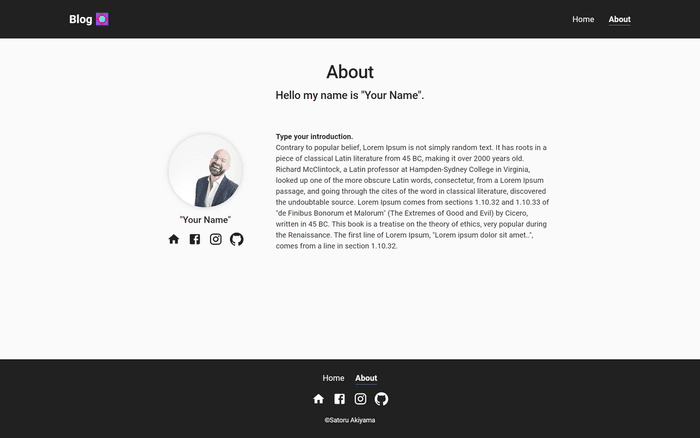 Blog
Home
About
About
Hello my name is "Your Name".
Type your introduction.
Contrary to popular belief, Lorem Ipsum is not simply random text. It has roots in a
piece of classical Latin literature from 45 BC, making it over 2000 years old.
Richard McClintock, a Latin professor at Hampden-Sydney College in Virginia,
looked up one of the more obscure Latin words, consectetur, from a Lorem Ipsum
passage, and going through the cites of the word in classical literature, discovered
the undoubtable source. Lorem Ipsum comes from sections 1.10.32 and 1.10.33 of
"de Finibus Bonorum et Malorum" (The Extremes of Good and Evil) by Cicero,
written in 45 BC. This book is a treatise on the theory of ethics, very popular during
the Renaissance. The first line of Lorem Ipsum, "Lorem ipsum dolor sit amet..",
comes from a line in section 1.10.32.
"Your Name"
Home
About
©Satoru Akiyama